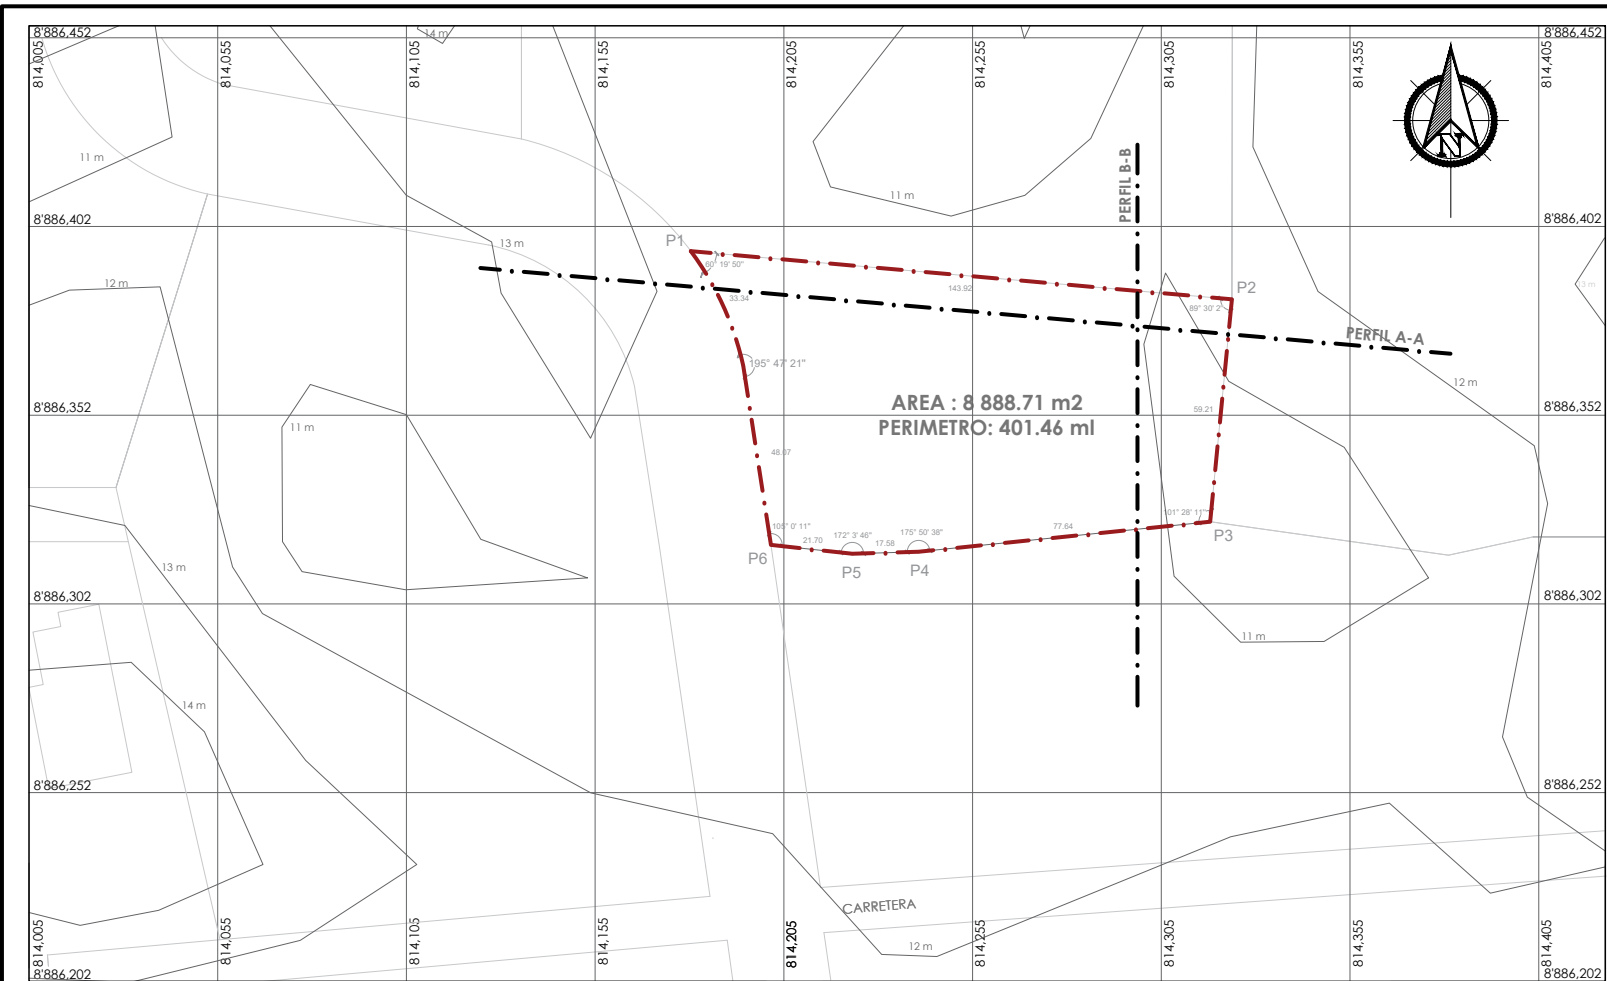 8'886,452
814,005
814,055
814,105
14 m
814,155
814,205
814,255
814,305
814,355
814,405
8'886,452
N
11 m
PERFIL B-B
11 m
8'886,402
8'886,402
P1
13 m
60° 19' 50"
12 m
143.92
P2
13 m
33.34
89° 30' 2"
PERFIL A-A
195° 47' 21"
12 m
8'886,352
AREA : 8 888.71 m2
59.21
8'886,352
11 m
PERIMETRO: 401.46 ml
48.07
105° 0' 11"
172° 3' 46"
175° 50' 38"
77.64
101° 28' 11"
21.70
17.58
P3
P6
P5
P4
13 m
8'886,302
8'886,302
11 m
14 m
8'886,252
8'886,252
CARRETERA
12 m
814,005
814,055
814,105
814,155
814,205
814,255
814,305
814,355
814,405
8'886,202
8'886,202